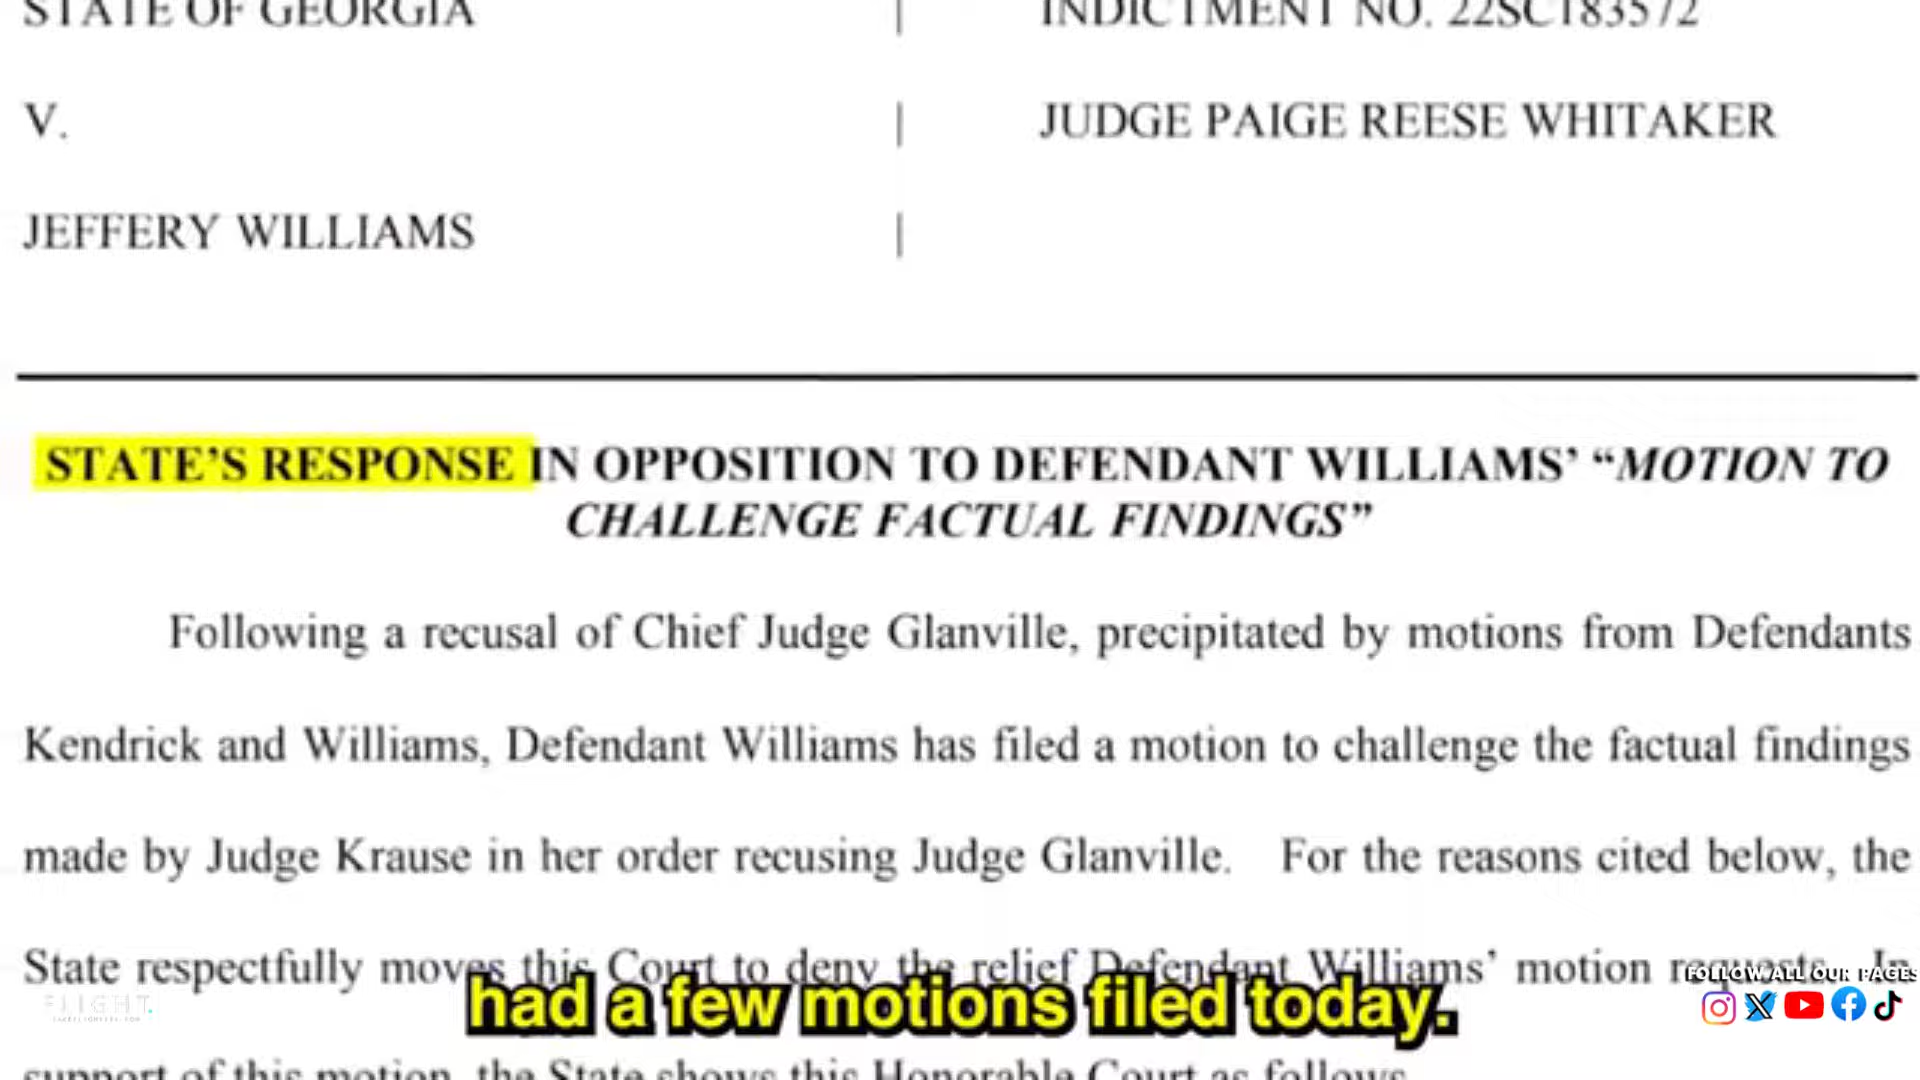 STATE OF GEORGIA | INDICTMENT NO. 22SC183572
V. | JUDGE PAIGE REESE WHITAKER
JEFFERY WILLIAMS |
STATE’S RESPONSE IN OPPOSITION TO DEFENDANT WILLIAMS’ “MOTION TO
CHALLENGE FACTUAL FINDINGS”
Following a recusal of Chief Judge Glanville, precipitated by motions from Defendants
Kendrick and Williams, Defendant Williams has filed a motion to challenge the factual findings
made by Judge Krause in her order recusing Judge Glanville. For the reasons cited below, the
State respectfully moves this Court to deny the relief Defendant Williams’ motion requests. In
FOLLOW ALL OUR PAGES
FLIGHT.
had a few motions filed today.
support of this motion, the State shows this Honorable Court as follows